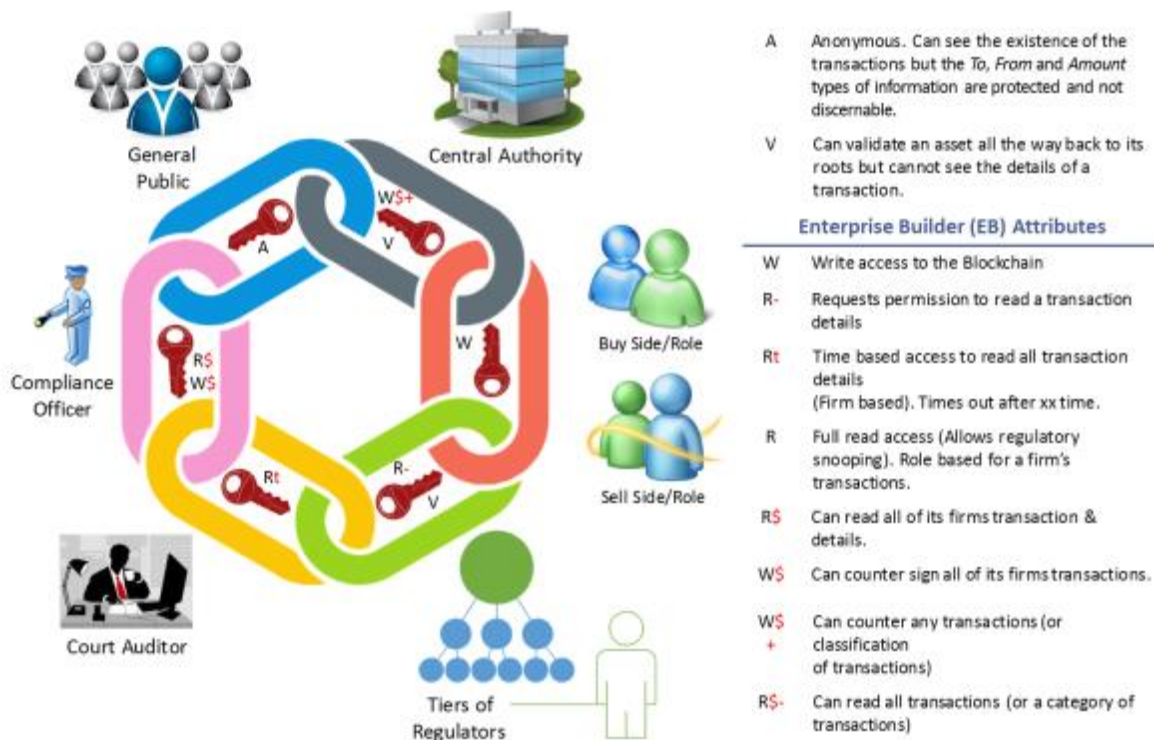 General
Public
Central Authority
W$+
V
A
Buy Side/Role
W
Compliance
Officer
R$
W$
Rt
R-
V
Sell Side/Role
Court Auditor
Tiers of
Regulators
A Anonymous. Can see the existence of the
transactions but the To, From and Amount
types of information are protected and not
discernable.
V Can validate an asset all the way back to its
roots but cannot see the details of a
transaction.
Enterprise Builder (EB) Attributes
W Write access to the Blockchain
R- Requests permission to read a transaction
details
Rt Time based access to read all transaction
details
(Firm based). Times out after xx time.
R Full read access (Allows regulatory
snooping). Role based for a firm's
transactions.
R$ Can read all of its firms transaction &
details.
W$ Can counter sign all of its firms transactions.
W$ Can counter any transactions (or
+ classification
of transactions)
R$- Can read all transactions (or a category of
transactions)